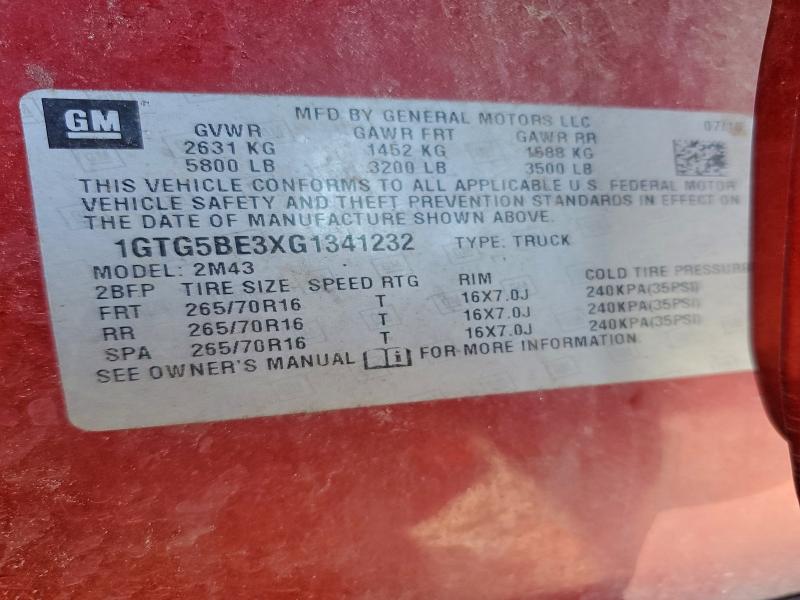 GM
MFD BY GENERAL MOTORS LLC
GVWR GAWR FRT GAWR RR
2631 KG 1452 KG 1588 KG
5800 LB 3200 LB 3500 LB
THIS VEHICLE CONFORMS TO ALL APPLICABLE U.S. FEDERAL MOTOR
VEHICLE SAFETY AND THEFT PREVENTION STANDARDS IN EFFECT ON
THE DATE OF MANUFACTURE SHOWN ABOVE.
1GTG5BE3XG1341232 TYPE: TRUCK
MODEL: 2M43
2BFP TIRE SIZE SPEED RTG RIM COLD TIRE PRESSURE
FRT 265/70R16 T 16X7.0J 240KPA(35PSI)
RR 265/70R16 T 16X7.0J 240KPA(35PSI)
SPA 265/70R16 T 16X7.0J 240KPA(35PSI)
SEE OWNER'S MANUAL FOR MORE INFORMATION.